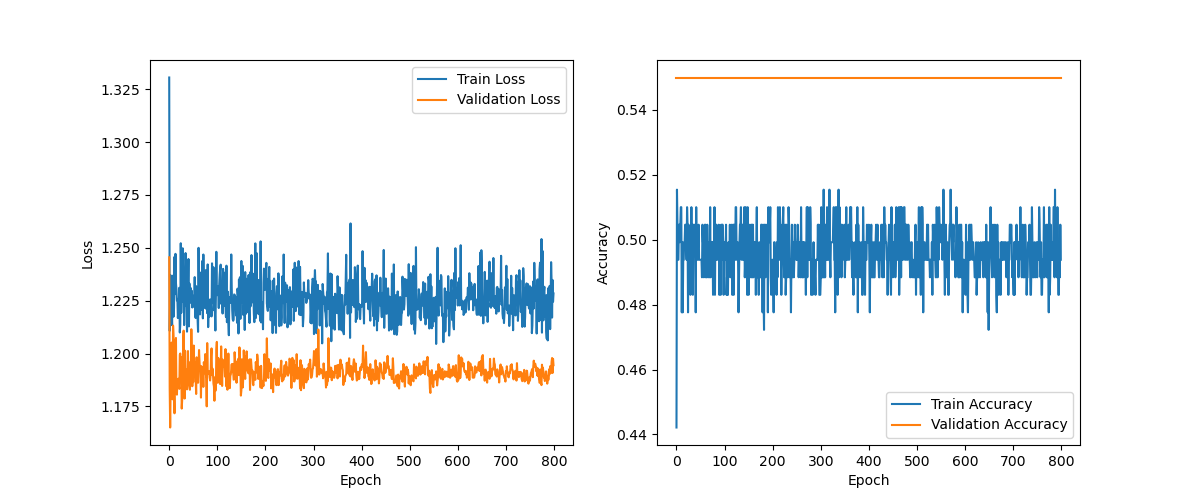 Train Loss
Validation Loss
1.325
1.300
1.275
1.250
1.225
1.200
1.175
Loss
0 100 200 300 400 500 600 700 800
Epoch
0.54
0.52
0.50
0.48
0.46
0.44
Accuracy
Train Accuracy
Validation Accuracy
0 100 200 300 400 500 600 700 800
Epoch